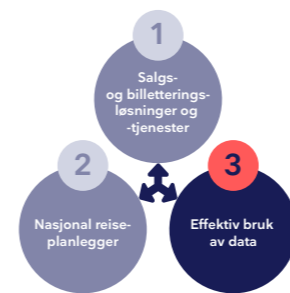 1
Salgs-
og billetterings-
løsninger og
-tjenester
2
Nasjonal reise-
planlegger
3
Effektiv bruk
av data